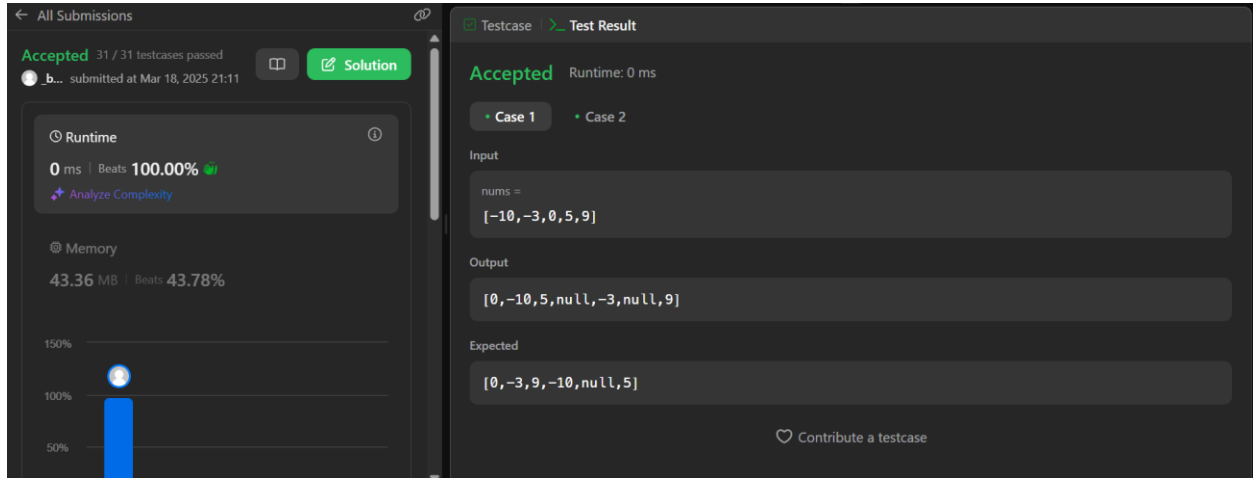 All Submissions
Accepted 31 / 31 testcases passed
_b... submitted at Mar 18, 2025 21:11
Solution
Runtime
0 ms | Beats 100.00%
Analyze Complexity
Memory
43.36 MB | Beats 43.78%
150%
100%
50%
Testcase | Test Result
Accepted Runtime: 0 ms
Case 1 Case 2
Input
nums =
[-10,-3,0,5,9]
Output
[0,-10,5,null,-3,null,9]
Expected
[0,-3,9,-10,null,5]
Contribute a testcase